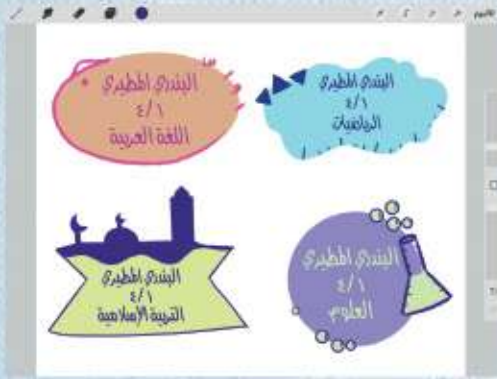 البندري المطيري
٤/١
الرياضيات
البندري المطيري
٤/١
اللغة العربية
البندري المطيري
٤/١
العلوم
البندري المطيري
٤/١
التربية الإسلامية